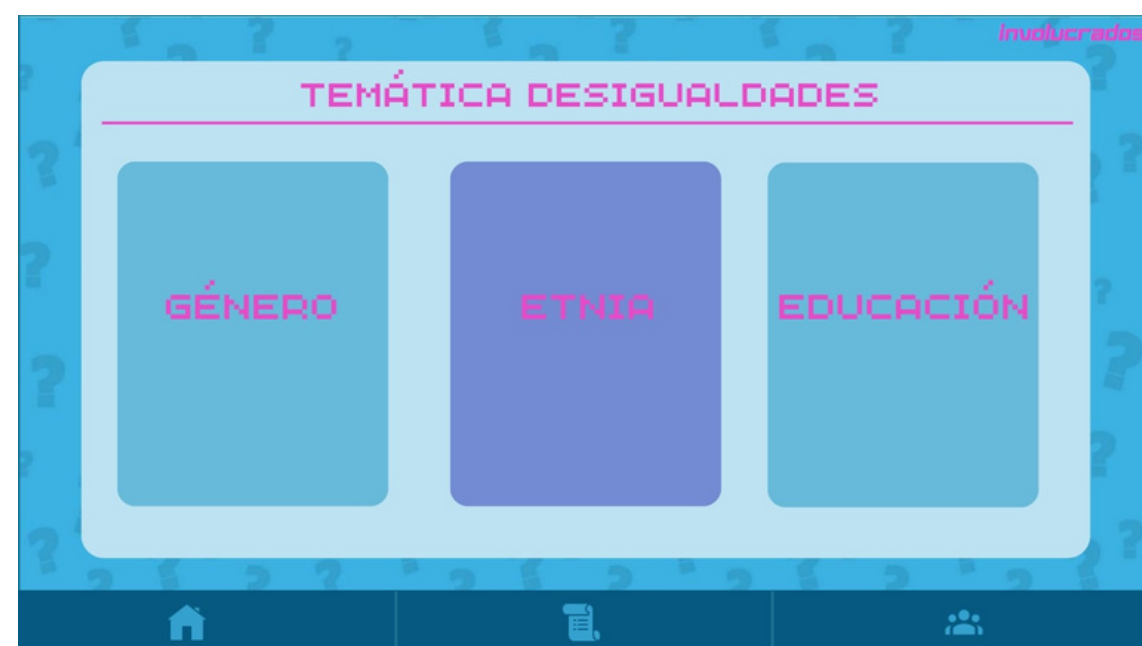 involucrados
TEMÁTICA DESIGUALDADES
GÉNERO
ETNIA
EDUCACIÓN